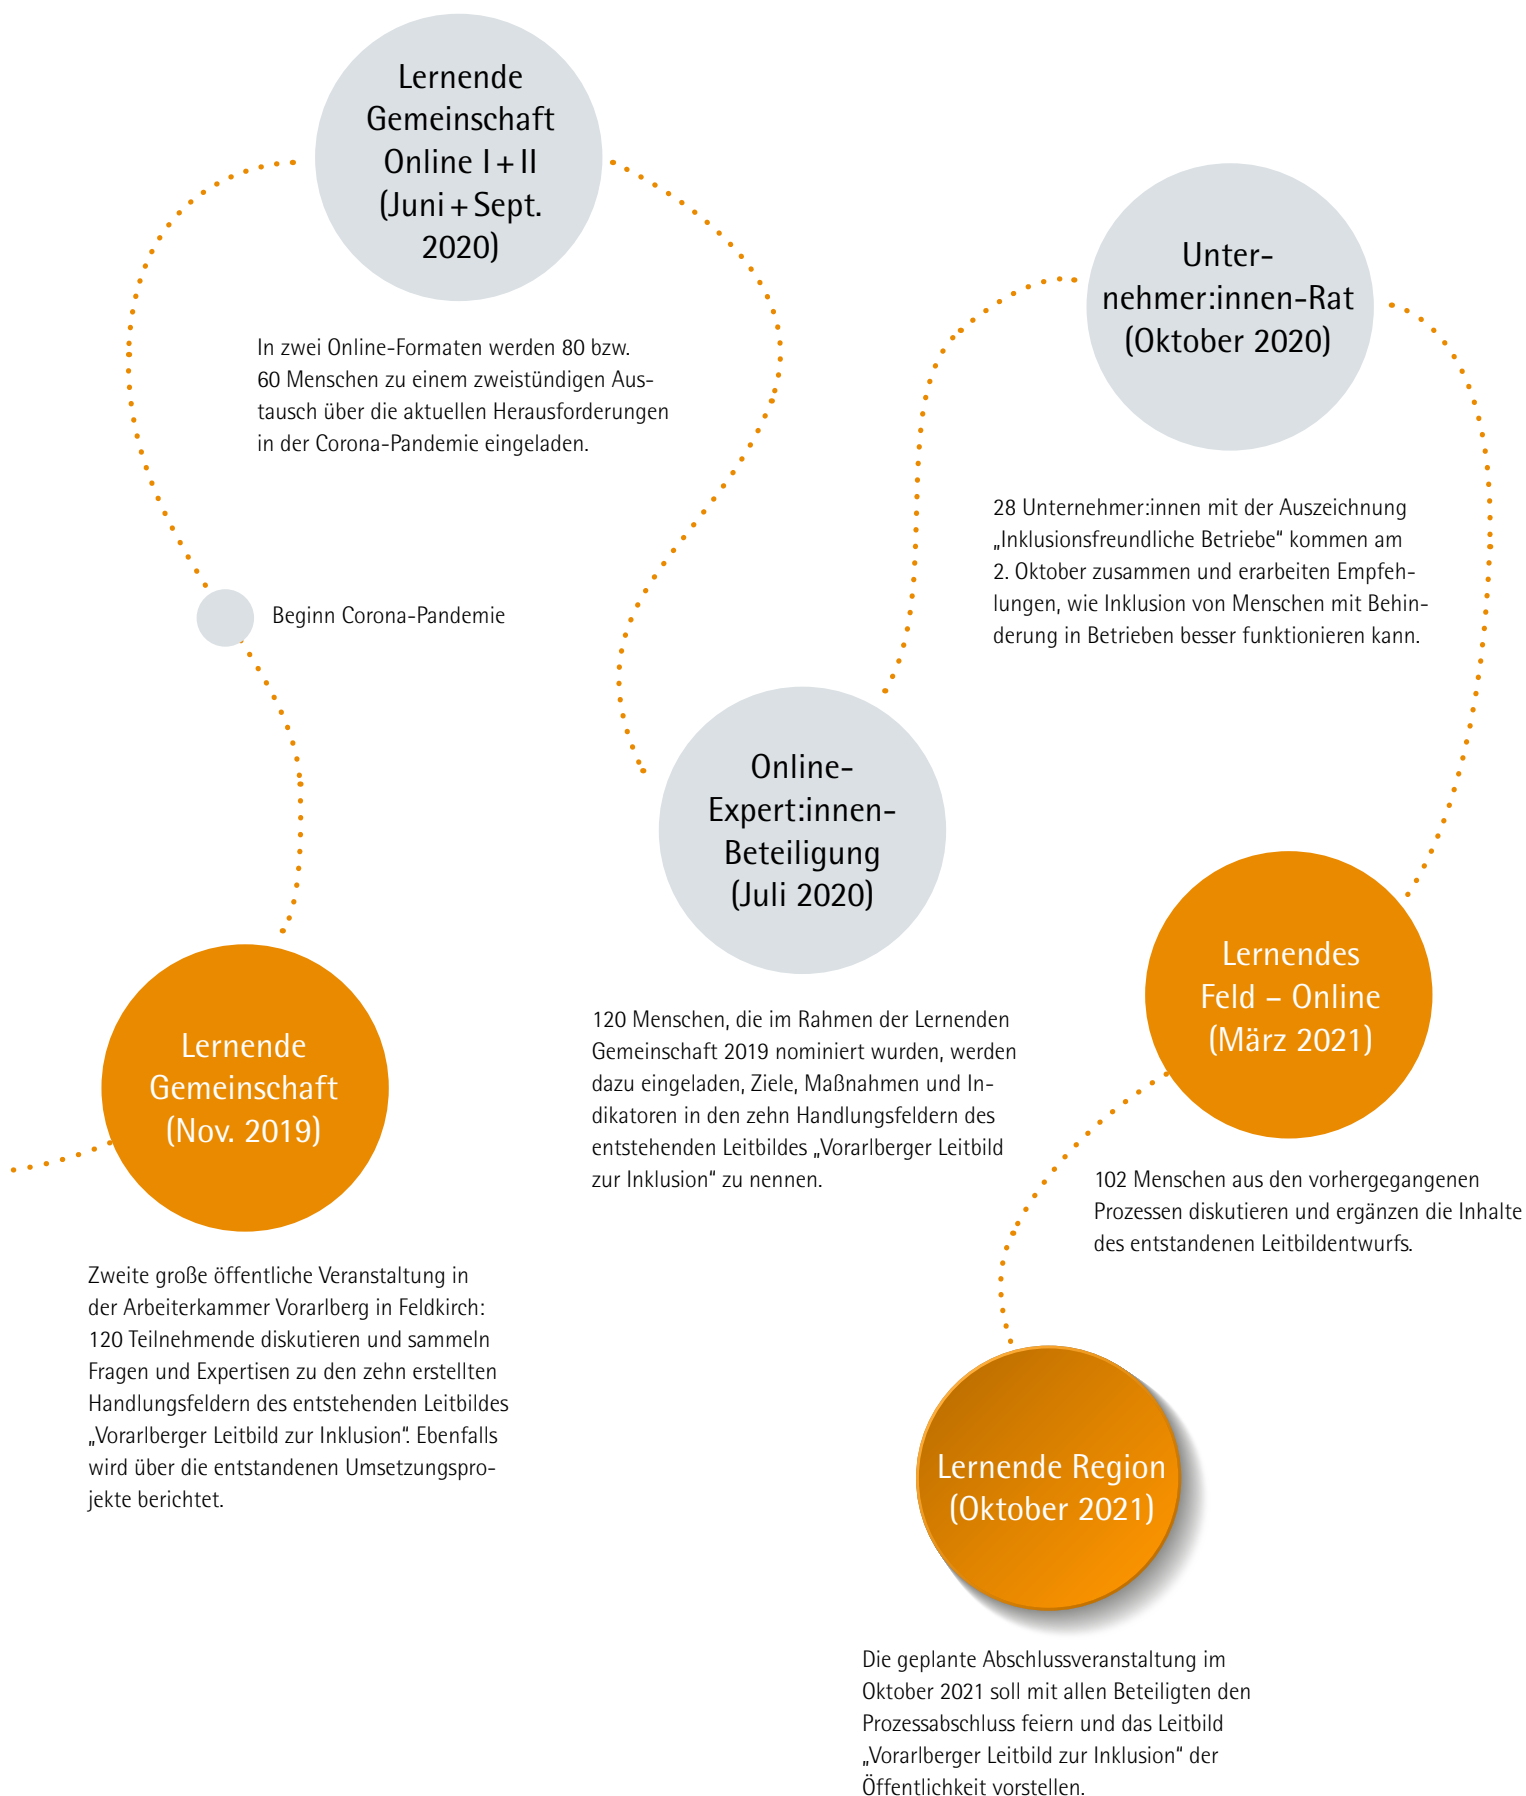 Lernende
Gemeinschaft
Online I + II
(Juni + Sept.
2020)
In zwei Online-Formaten werden 80 bzw.
60 Menschen zu einem zweistündigen Aus-
tausch über die aktuellen Herausforderungen
in der Corona-Pandemie eingeladen.
Unter-
nehmer:innen-Rat
(Oktober 2020)
28 Unternehmer:innen mit der Auszeichnung
„Inklusionsfreundliche Betriebe“ kommen am
2. Oktober zusammen und erarbeiten Empfeh-
lungen, wie Inklusion von Menschen mit Behin-
derung in Betrieben besser funktionieren kann.
Beginn Corona-Pandemie
Online-
Expert:innen-
Beteiligung
(Juli 2020)
120 Menschen, die im Rahmen der Lernenden
Gemeinschaft 2019 nominiert wurden, werden
dazu eingeladen, Ziele, Maßnahmen und In-
dikatoren in den zehn Handlungsfeldern des
entstehenden Leitbildes „Vorarlberger Leitbild
zur Inklusion“ zu nennen.
Lernendes
Feld – Online
(März 2021)
102 Menschen aus den vorhergegangenen
Prozessen diskutieren und ergänzen die Inhalte
des entstandenen Leitbildentwurfs.
Lernende
Gemeinschaft
(Nov. 2019)
Zweite große öffentliche Veranstaltung in
der Arbeiterkammer Vorarlberg in Feldkirch:
120 Teilnehmende diskutieren und sammeln
Fragen und Expertisen zu den zehn erstellten
Handlungsfeldern des entstehenden Leitbildes
„Vorarlberger Leitbild zur Inklusion“. Ebenfalls
wird über die entstandenen Umsetzungspro-
jekte berichtet.
Lernende Region
(Oktober 2021)
Die geplante Abschlussveranstaltung im
Oktober 2021 soll mit allen Beteiligten den
Prozessabschluss feiern und das Leitbild
„Vorarlberger Leitbild zur Inklusion“ der
Öffentlichkeit vorstellen.